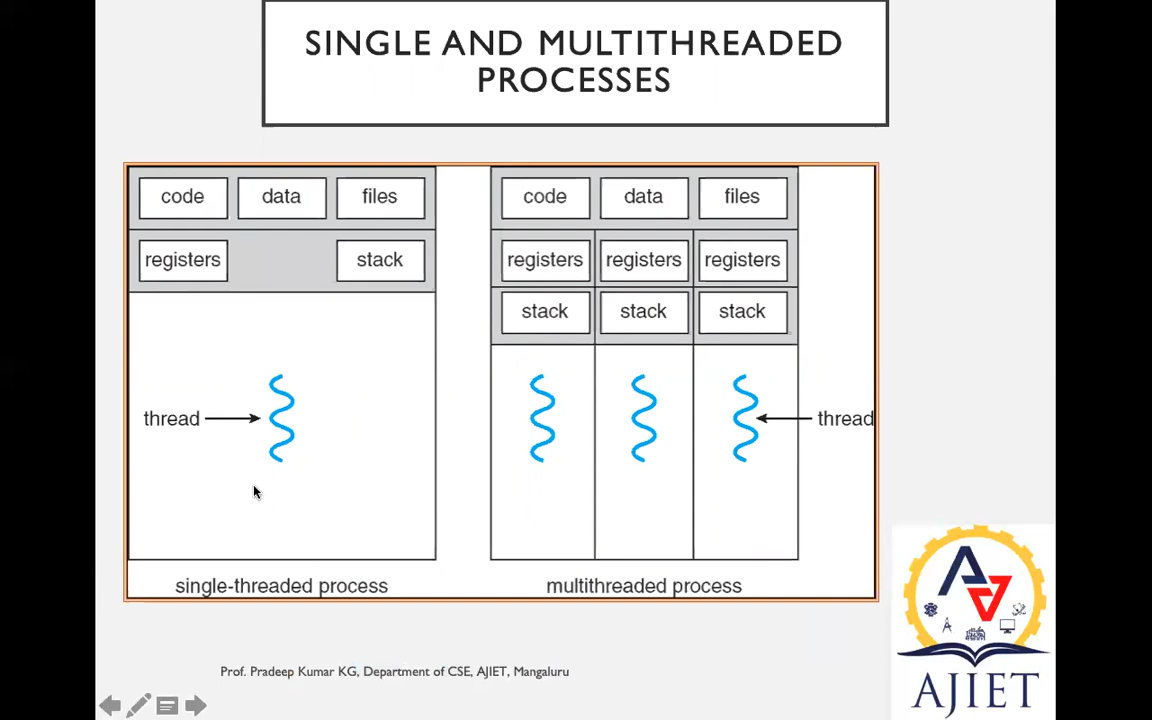 SINGLE AND MULTITHREADED
PROCESSES
code data files
registers stack
thread
single-threaded process
code data files
registers registers registers
stack stack stack
thread
multithreaded process
Prof. Pradeep Kumar KG, Department of CSE, AJIET, Mangaluru
AJIET